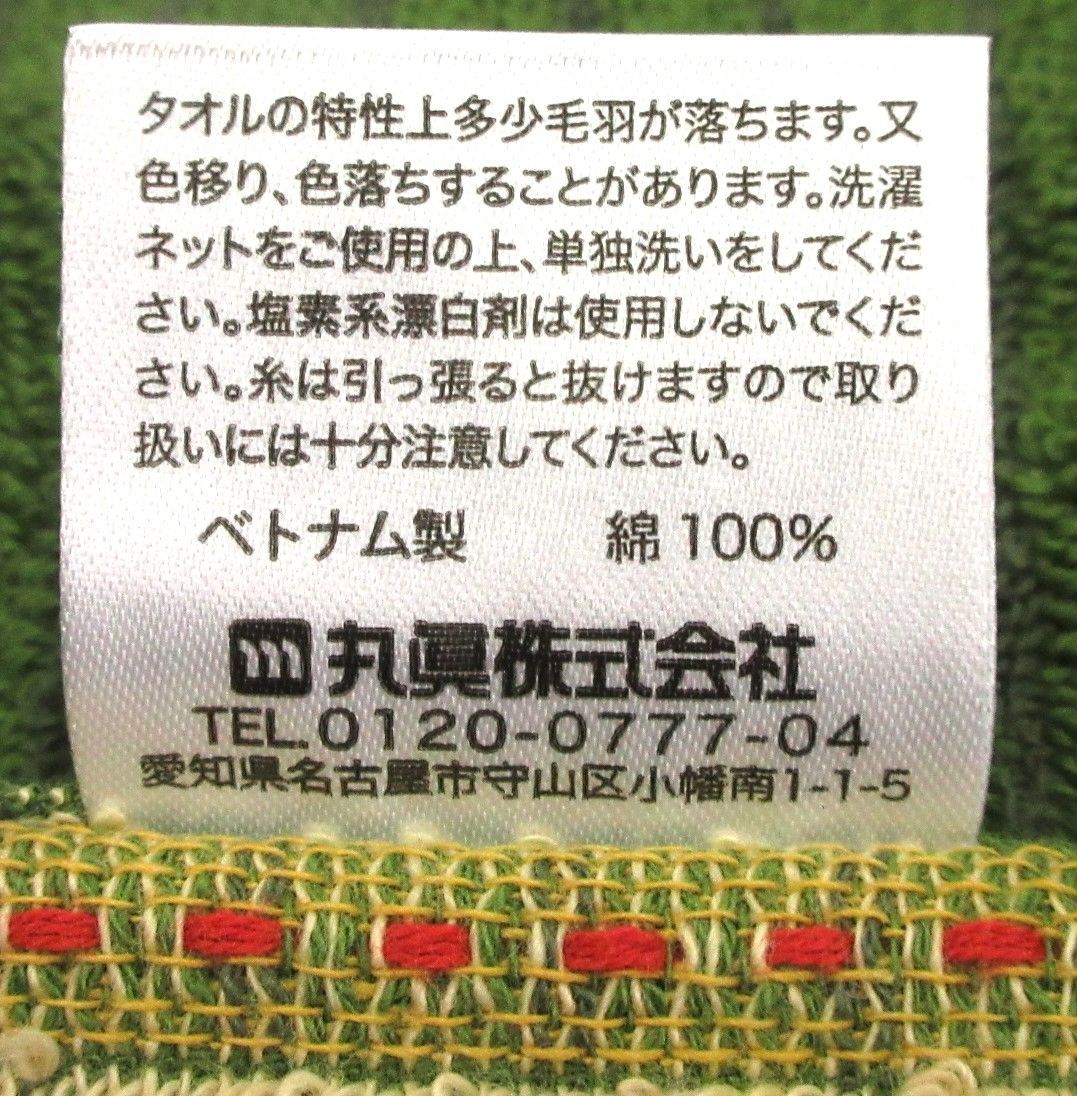 タオルの特性上多少毛羽が落ちます。又
色移り、色落ちすることがあります。洗濯
ネットをご使用の上、単独洗いをしてくだ
さい。塩素系漂白剤は使用しないでくだ
さい。糸は引っ張ると抜けますので取り
扱いには十分注意してください。
ベトナム製 綿100%
丸眞株式会社
TEL.0120-0777-04
愛知県名古屋市守山区小幡南1-1-5